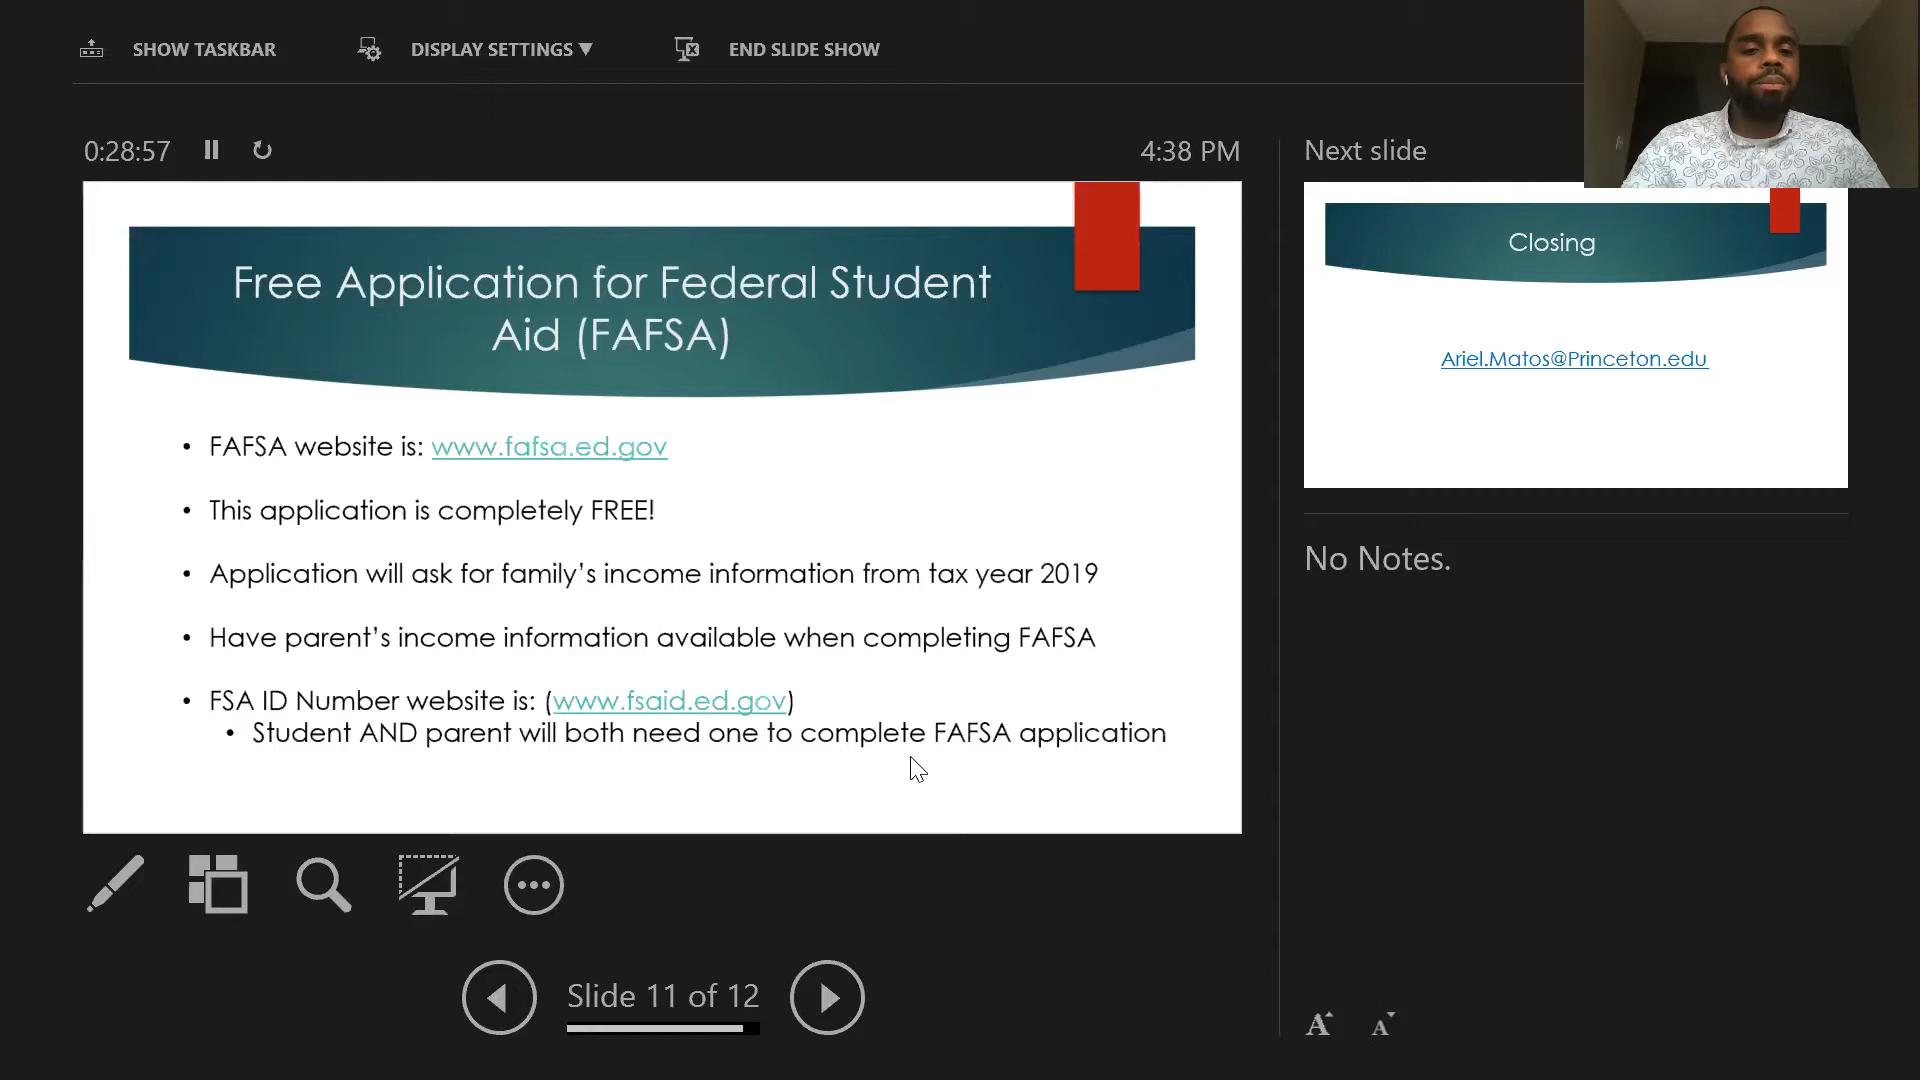 SHOW TASKBAR
DISPLAY SETTINGS ▼
END SLIDE SHOW
0:28:57
4:38 PM
Next slide
Free Application for Federal Student
Aid (FAFSA)
• FAFSA website is: www.fafsa.ed.gov
• This application is completely FREE!
• Application will ask for family’s income information from tax year 2019
• Have parent’s income information available when completing FAFSA
• FSA ID Number website is: (www.fsaid.ed.gov)
• Student AND parent will both need one to complete FAFSA application
Closing
Ariel.Matos@Princeton.edu
No Notes.
Slide 11 of 12
A A